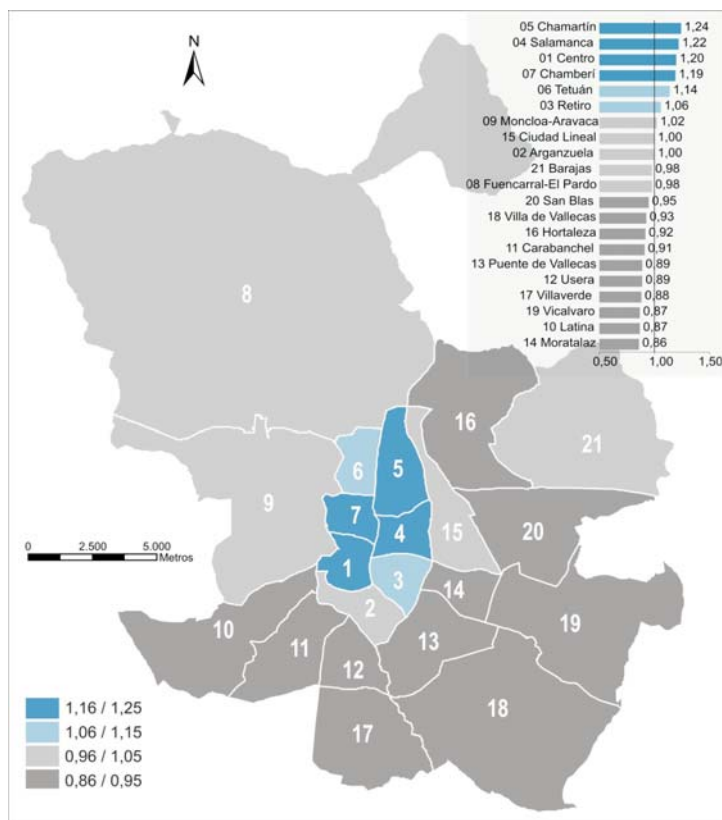 N
05 Chamartín 1,24
04 Salamanca 1,22
01 Centro 1,20
07 Chamberí 1,19
06 Tetuán 1,14
03 Retiro 1,06
09 Moncloa-Aravaca 1,02
15 Ciudad Lineal 1,00
02 Arganzuela 1,00
21 Barajas 0,98
08 Fuencarral-El Pardo 0,98
20 San Blas 0,95
18 Villa de Vallecas 0,93
16 Hortaleza 0,92
11 Carabanchel 0,91
13 Puente de Vallecas 0,89
12 Usera 0,89
17 Villaverde 0,88
19 Vicalvaro 0,87
10 Latina 0,87
14 Moratalaz 0,86
0,50 1,00 1,50
8
16
21
6
5
9
7
4
15
20
1
3
14
2
10
11
12
13
19
17
18
0 2.500 5.000
Metros
1,16 / 1,25
1,06 / 1,15
0,96 / 1,05
0,86 / 0,95